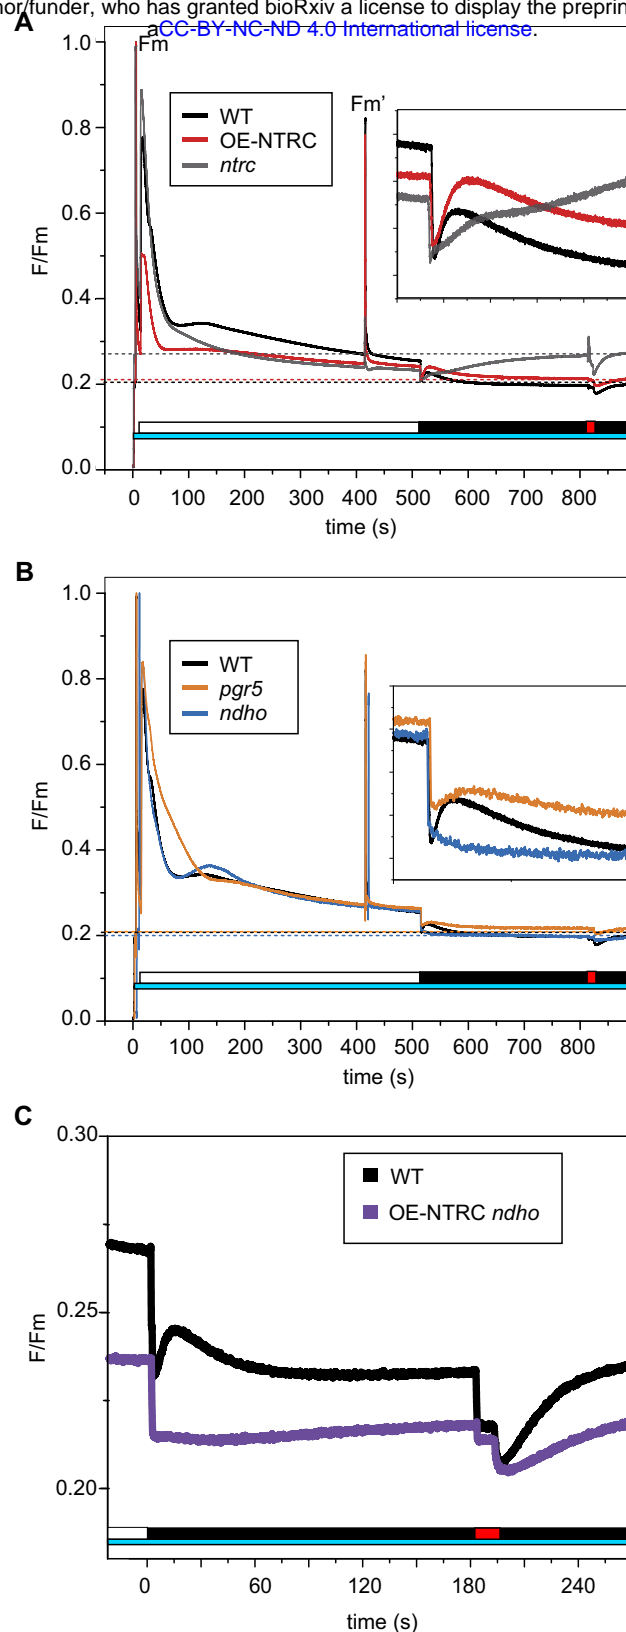 nor/funder, who has granted bioRxiv a license to display the preprin
aCC-BY-NC-ND 4.0 International license.
A
Fm
Fm'
WT
OE-NTRC
ntrc
1.0
0.8
0.6
0.4
0.2
0.0
F/Fm
0 100 200 300 400 500 600 700 800
time (s)
B
WT
pgr5
ndho
1.0
0.8
0.6
0.4
0.2
0.0
F/Fm
0 100 200 300 400 500 600 700 800
time (s)
C
WT
OE-NTRC ndho
0.30
0.25
0.20
F/Fm
0 60 120 180 240
time (s)